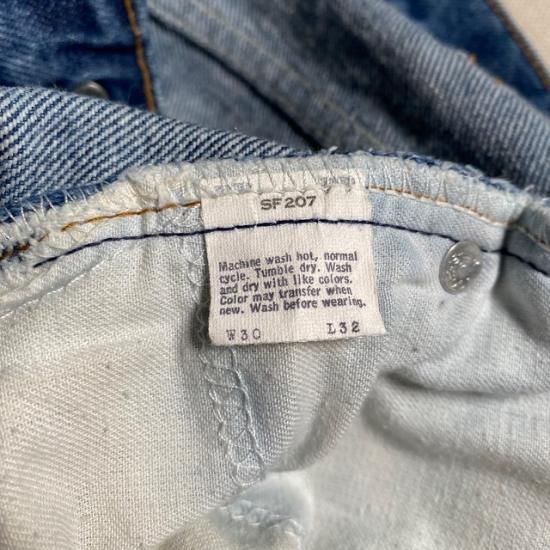 SF 207
Machine wash hot, normal
cycle. Tumble dry. Wash
and dry with like colors.
Color may transfer when
new. Wash before wearing.
W30 L32